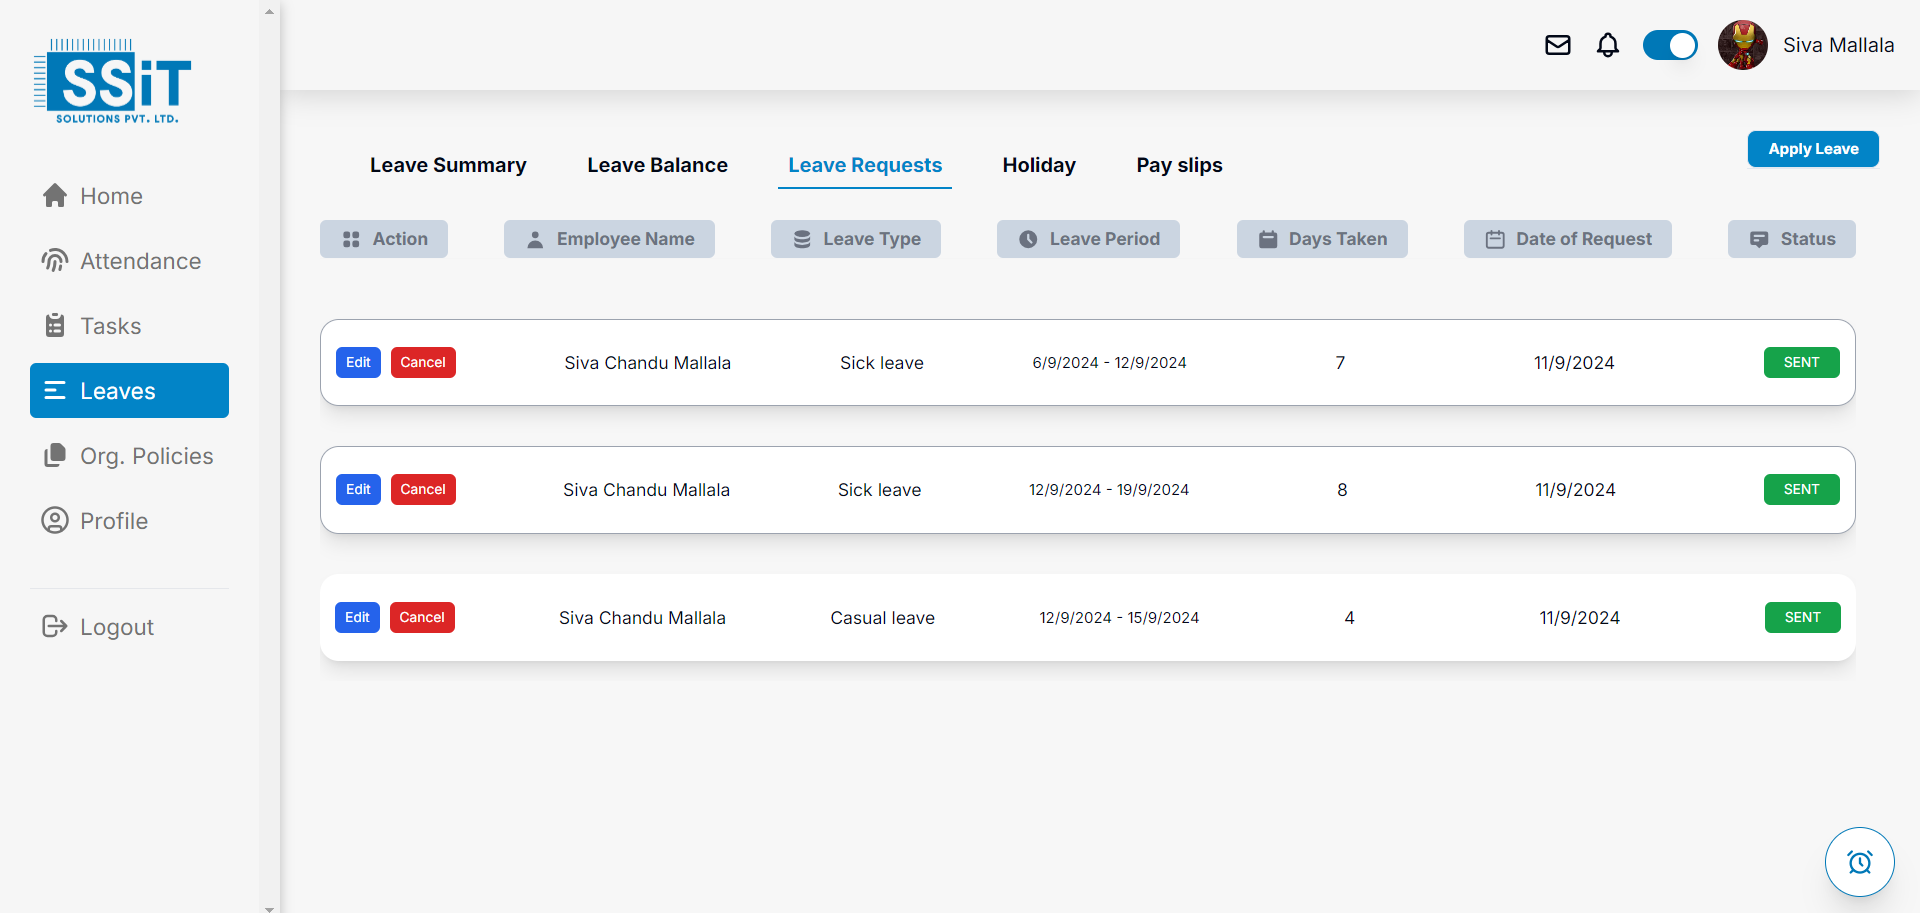 SSiT
SOLUTIONS PVT. LTD.
Home
Attendance
Tasks
Leaves
Org. Policies
Profile
Logout
Siva Mallala
Leave Summary Leave Balance Leave Requests Holiday Pay slips
Apply Leave
Action Employee Name Leave Type Leave Period Days Taken Date of Request Status
Edit Cancel Siva Chandu Mallala Sick leave 6/9/2024 - 12/9/2024 7 11/9/2024 SENT
Edit Cancel Siva Chandu Mallala Sick leave 12/9/2024 - 19/9/2024 8 11/9/2024 SENT
Edit Cancel Siva Chandu Mallala Casual leave 12/9/2024 - 15/9/2024 4 11/9/2024 SENT